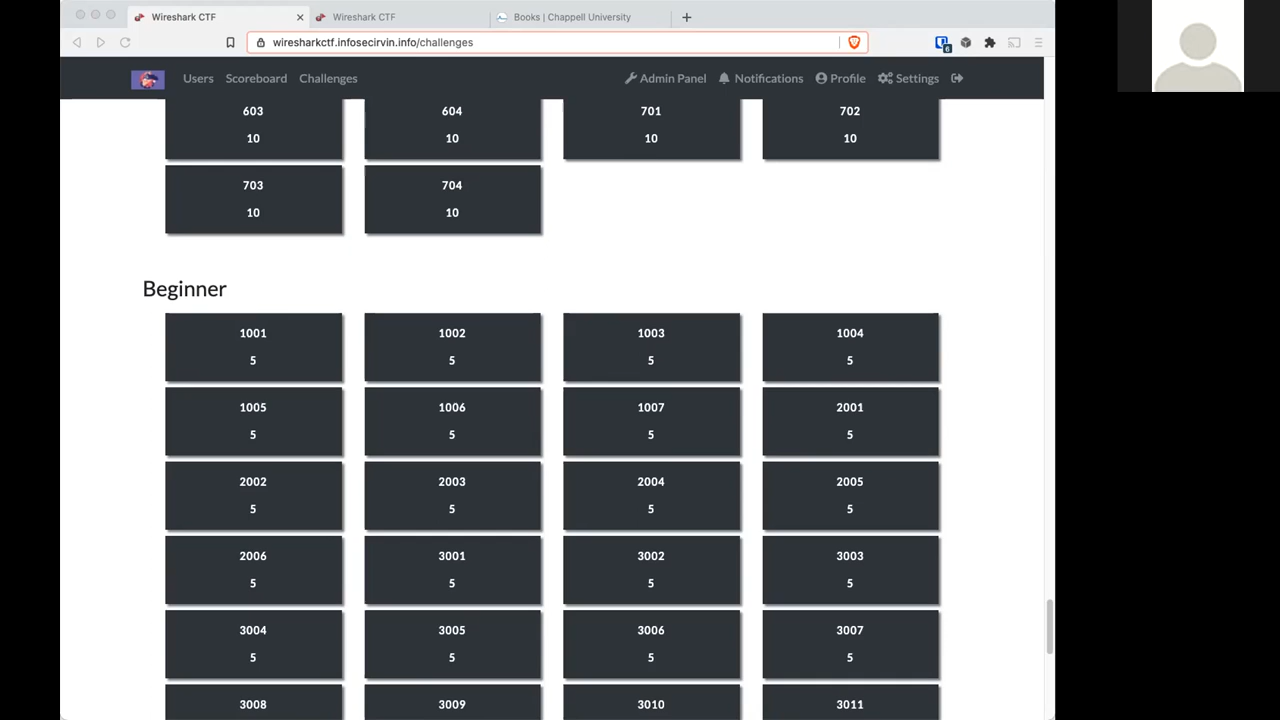 Wireshark CTF
Wireshark CTF
Books | Chappell University
wiresharkctf.infosecirvin.info/challenges
6
Users Scoreboard Challenges Admin Panel Notifications Profile Settings
603 604 701 702
10 10 10 10
703 704
10 10
Beginner
1001 1002 1003 1004
5 5 5 5
1005 1006 1007 2001
5 5 5 5
2002 2003 2004 2005
5 5 5 5
2006 3001 3002 3003
5 5 5 5
3004 3005 3006 3007
5 5 5 5
3008 3009 3010 3011